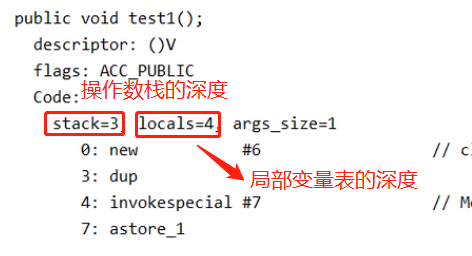 public void test1();
descriptor: ()V
flags: ACC_PUBLIC
Code:
操作数栈的深度
stack=3, locals=4, args_size=1
0: new #6 // c
3: dup
局部变量表的深度
4: invokespecial #7 // M
7: astore_1